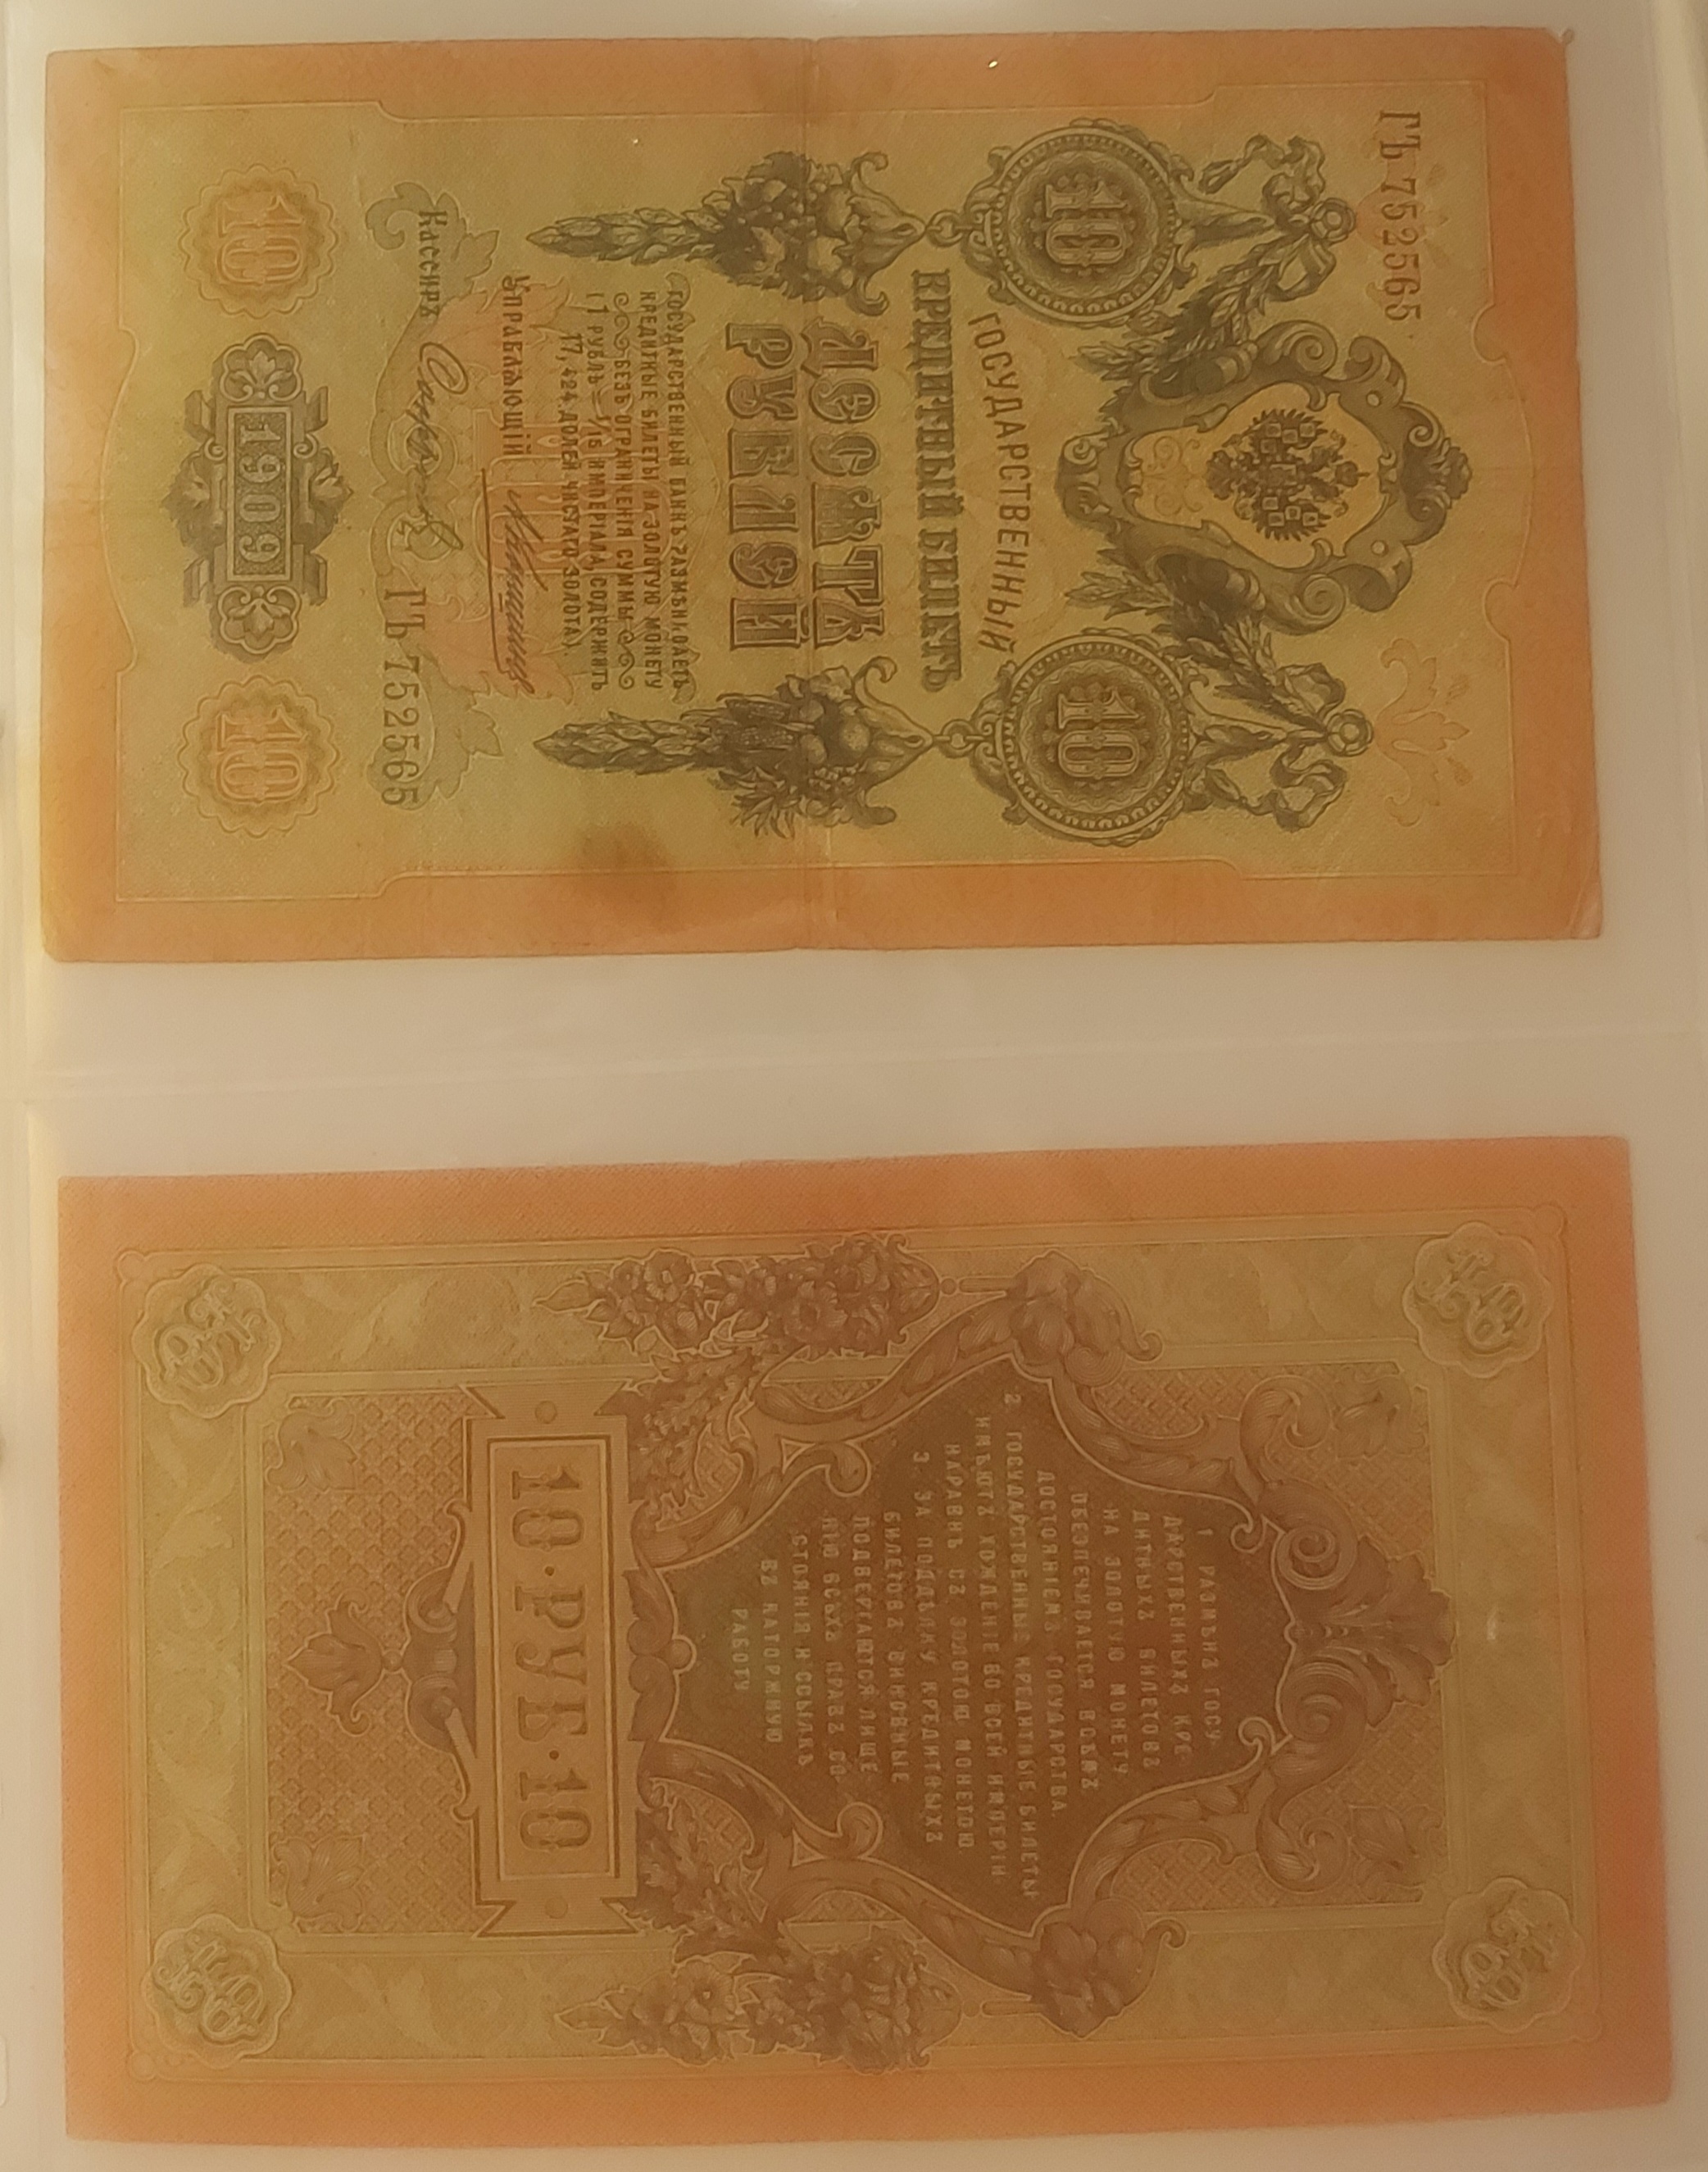 ГЪ 752565
10
10
ГОСУДАРСТВЕННЫЙ
КРЕДИТНЫЙ БИЛЕТЪ
ДЕСЯТЬ
РУБЛЕЙ
ГОСУДАРСТВЕННЫЙ БАНКЪ РАЗМѢНИВАЕТЪ
КРЕДИТНЫЕ БИЛЕТЫ НА ЗОЛОТУЮ МОНЕТУ
БЕЗЪ ОГРАНИЧЕНІЯ СУММЫ
(1 РУБЛЬ = 1/15 ИМПЕРІАЛА, СОДЕРЖИТЪ
17,424 ДОЛЕЙ ЧИСТАГО ЗОЛОТА).
Управляющій
Кассиръ
ГЪ 752565
10
1909
10
1 РАЗМѢНЪ ГОСУ-
ДАРСТВЕННЫХЪ КРЕ-
ДИТНЫХЪ БИЛЕТОВЪ
НА ЗОЛОТУЮ МОНЕТУ
ОБЕЗПЕЧИВАЕТСЯ ВСѢМЪ
ДОСТОЯНІЕМЪ ГОСУДАРСТВА
2 ГОСУДАРСТВЕННЫЕ КРЕДИТНЫЕ БИЛЕТЫ
ИМѢЮТЪ ХОЖДЕНІЕ ВО ВСЕЙ ИМПЕРІИ
НАРАВНѢ СЪ ЗОЛОТОЮ МОНЕТОЮ
3 ЗА ПОДДѢЛКУ КРЕДИТНЫХЪ
БИЛЕТОВЪ ВИНОВНЫЕ
ПОДВЕРГАЮТСЯ ЛИШЕ-
НІЮ ВСѢХЪ ПРАВЪ СО-
СТОЯНІЯ И ССЫЛКѢ
ВЪ КАТОРЖНУЮ
РАБОТУ
10·РУБ·10